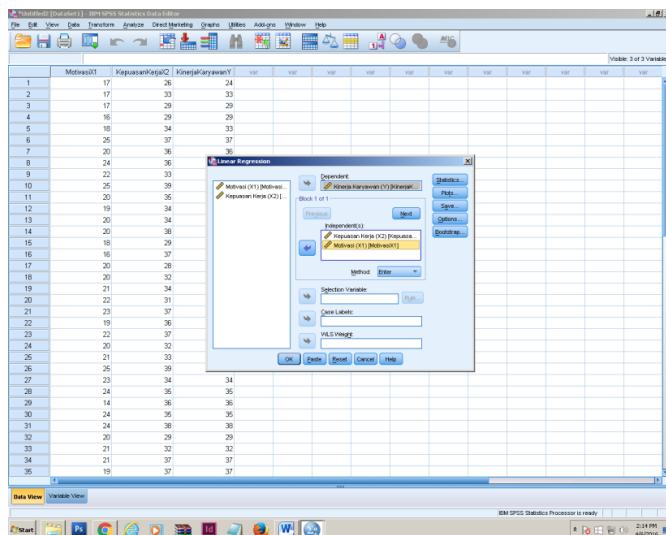 *Untitled2 [DataSet1] - IBM SPSS Statistics Data Editor
File Edit View Data Transform Analyze Direct Marketing Graphs Utilities Add-ons Window Help
Visible: 3 of 3 Variables
MotivasiX1 KepuasanKerjaX2 KinerjaKaryawanY var var var var var var var var var var var
1 17 26 24
2 17 33 33
3 17 29 29
4 16 29 29
5 18 34 33
6 25 37 37
7 20 36 36
8 24 36
9 22 33
10 25 39
11 20 35
12 19 34
13 20 34
14 20 38
15 18 29
16 16 37
17 20 28
18 20 32
19 21 34
20 22 31
21 23 37
22 19 36
23 22 37
24 20 32
25 21 33
26 25 39
27 23 34 34
28 24 35 35
29 14 36 36
30 24 35 35
31 24 38 38
32 20 29 29
33 21 32 32
34 21 37 37
35 19 37 37
Linear Regression
Dependent:
Kinerja Karyawan (Y) [KinerjaK...
Motivasi (X1) [Motivasi...
Kepuasan Kerja (X2) [...
Block 1 of 1
Previous Next
Independent(s):
Kepuasan Kerja (X2) [Kepuasa...
Motivasi (X1) [MotivasiX1]
Method: Enter
Selection Variable:
Rule...
Case Labels:
WLS Weight:
OK Paste Reset Cancel Help
Statistics...
Plots...
Save...
Options...
Bootstrap...
Data View Variable View
IBM SPSS Statistics Processor is ready
Start
2:14 PM